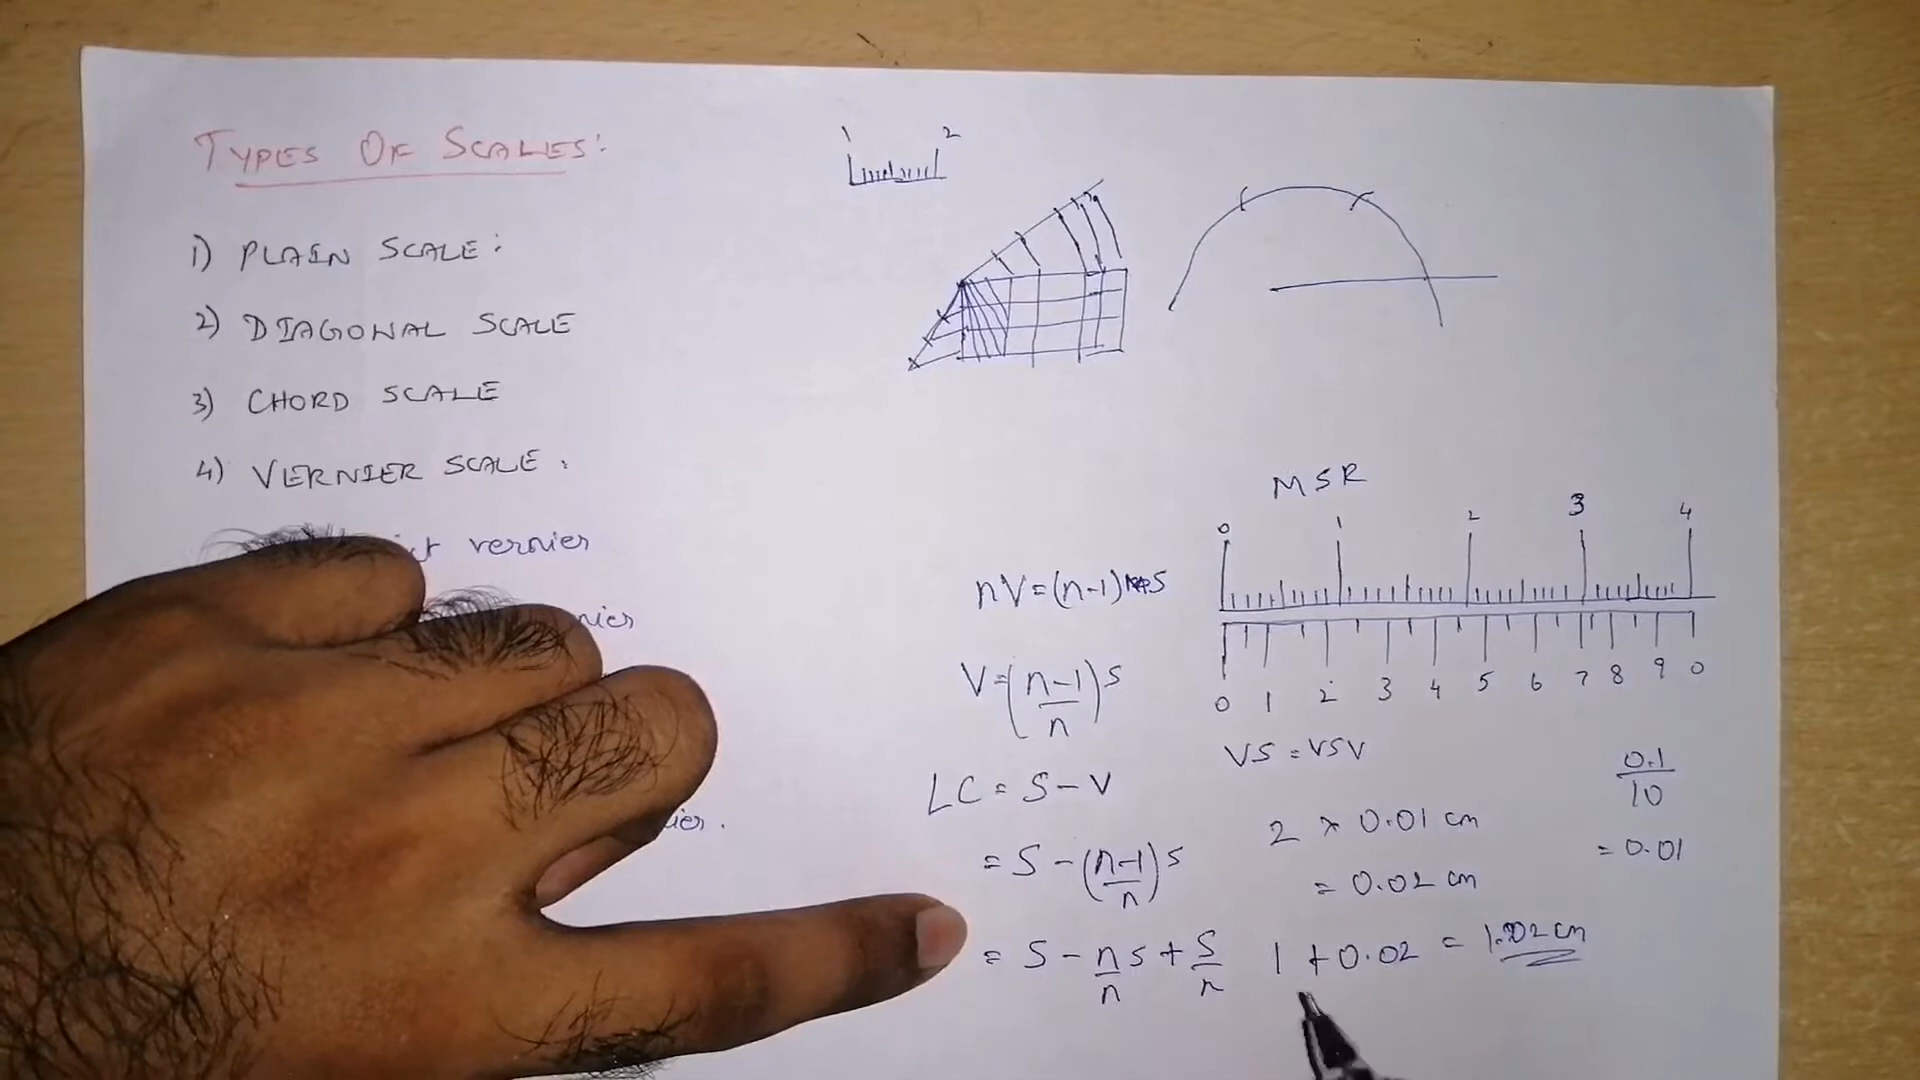 TYPES OF SCALES:
1) PLAIN SCALE:
2) DIAGONAL SCALE
3) CHORD SCALE
4) VERNIER SCALE:
vernier
1 2
MSR
0 1 2 3 4
0 1 2 3 4 5 6 7 8 9 0
nV=(n-1)S
V=(n-1/n)S
LC = S-V
= S-(n-1/n)S
= S - n/n S + S/n
VS = VSV
2 × 0.01 cm
= 0.02 cm
1 + 0.02 = 1.02 cm
0.1/10
= 0.01